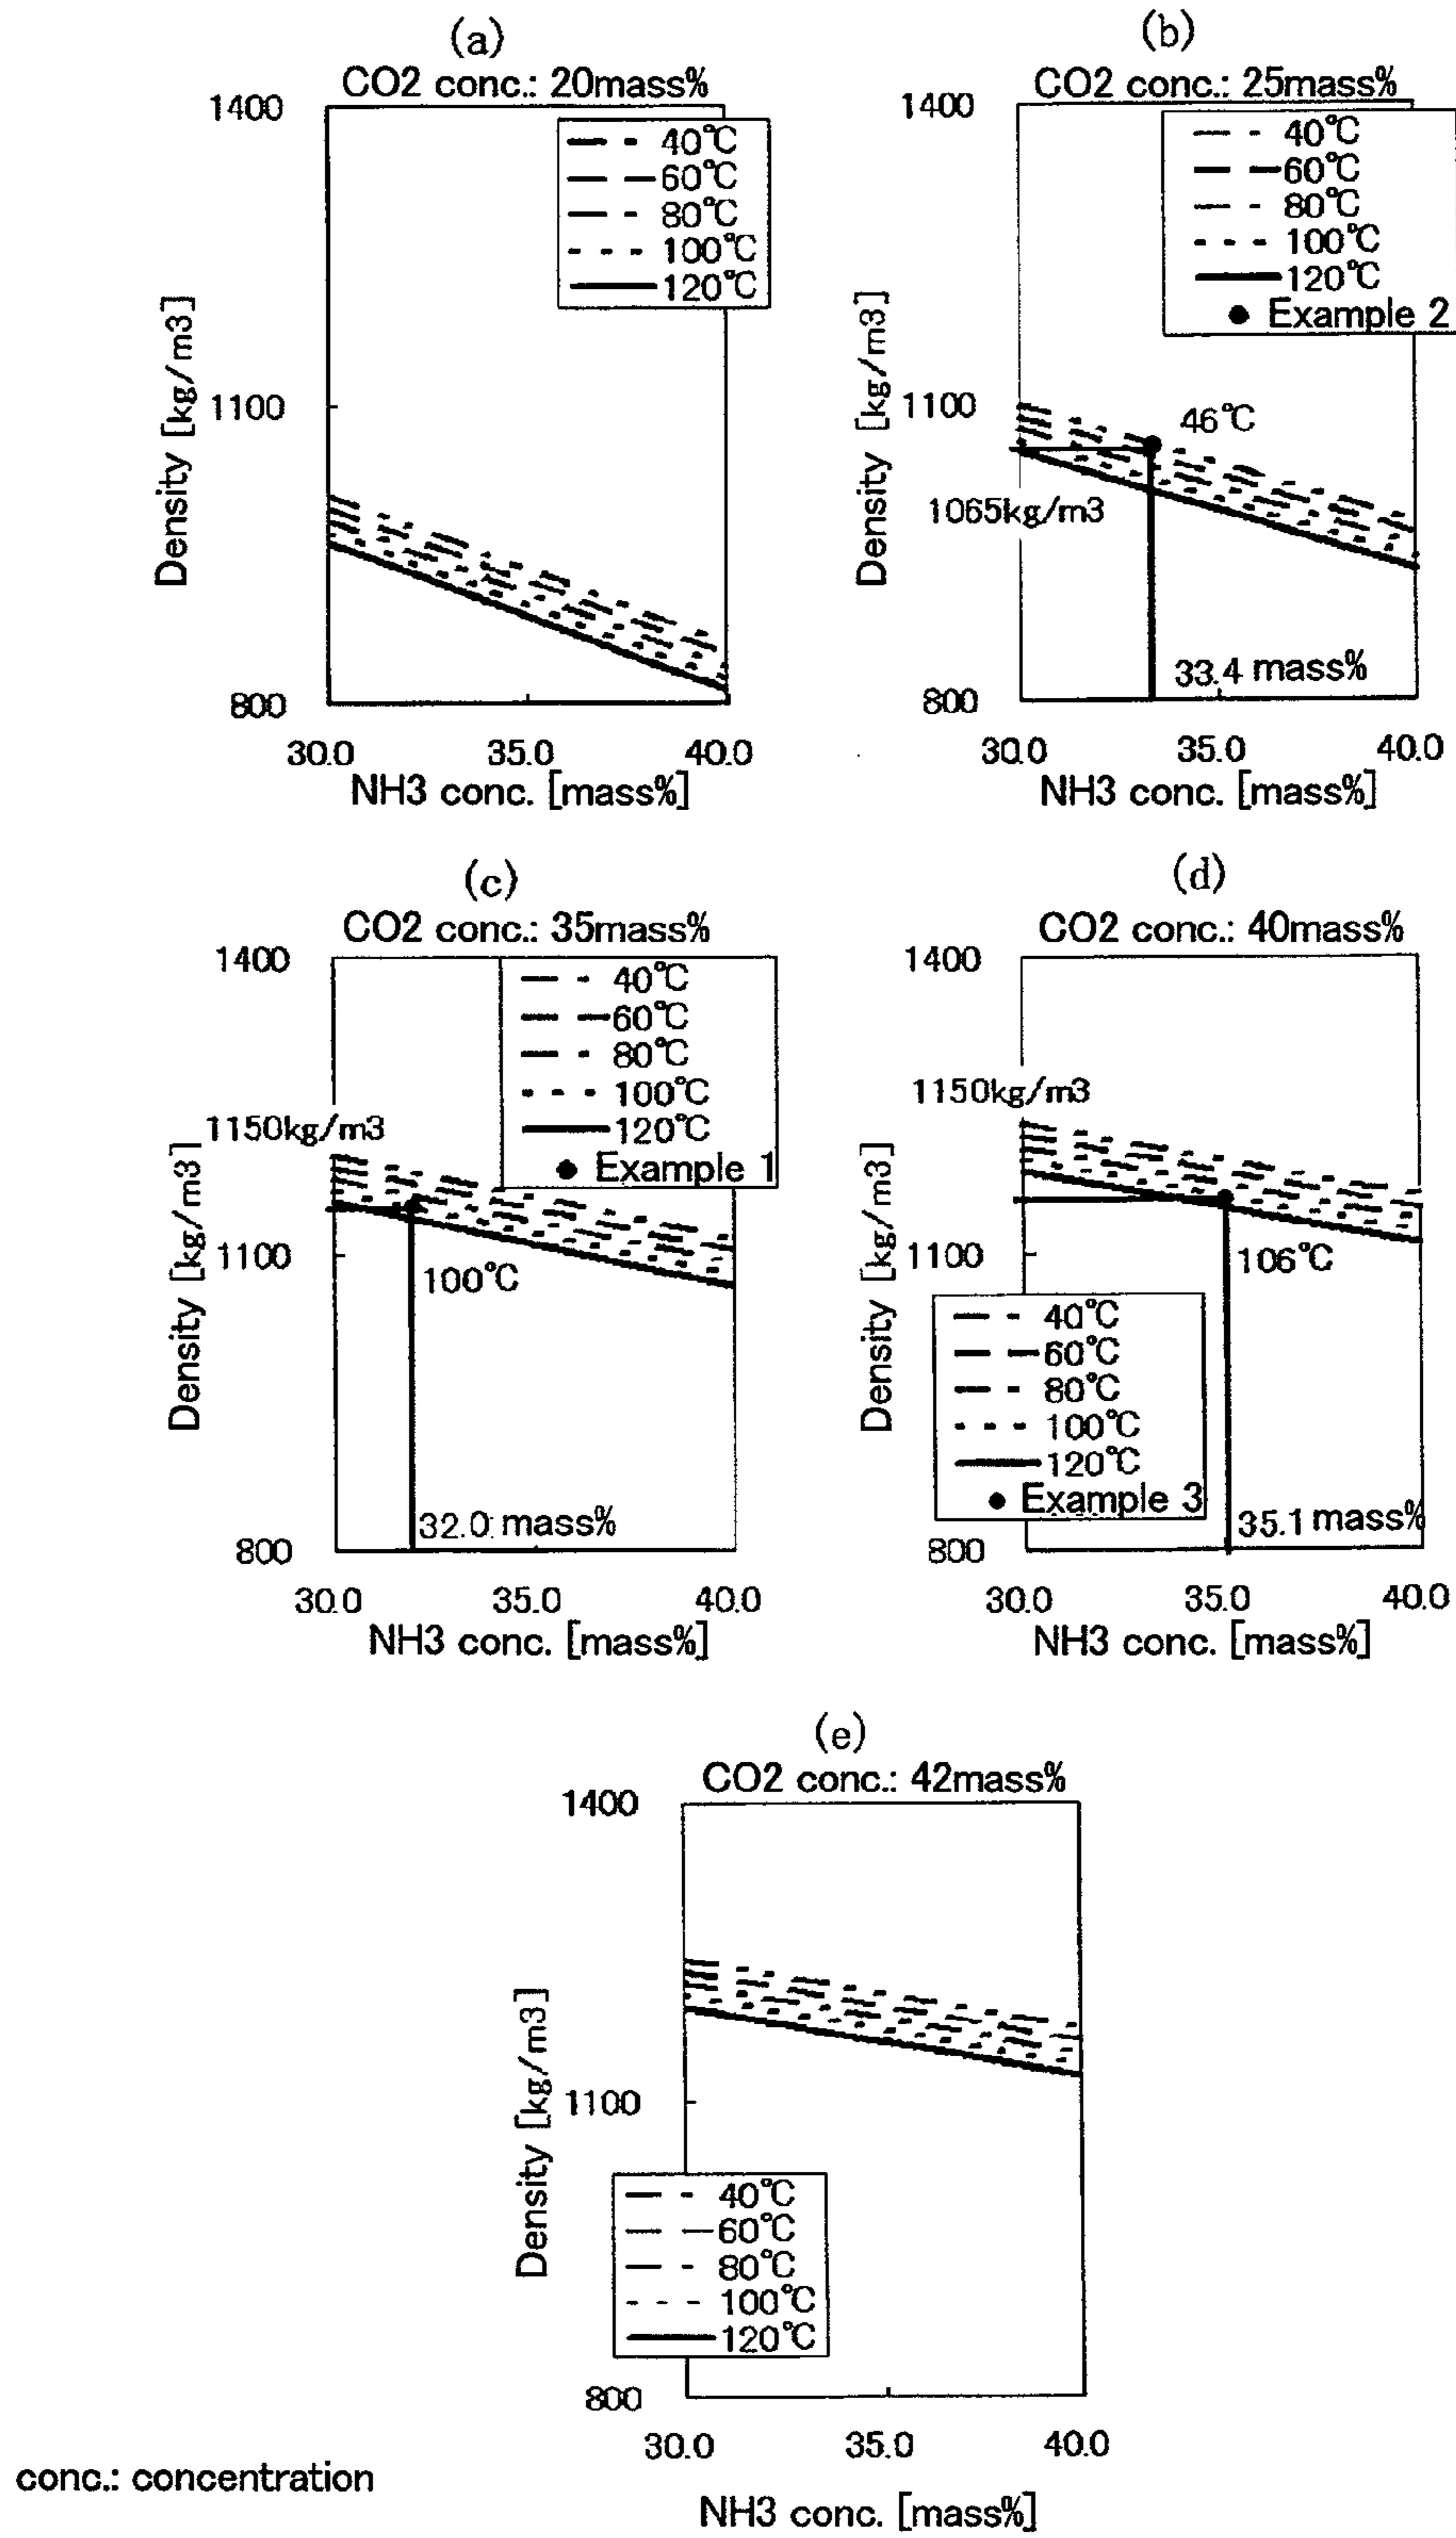 (a)
CO2 conc.: 20mass%
1400
40℃
60℃
80℃
100℃
120℃
Density [kg/m3]
1100
800
30.0 35.0 40.0
NH3 conc. [mass%]
(b)
CO2 conc.: 25mass%
1400
40℃
60℃
80℃
100℃
120℃
Example 2
Density [kg/m3]
1100
46℃
1065kg/m3
33.4 mass%
800
30.0 35.0 40.0
NH3 conc. [mass%]
(c)
CO2 conc.: 35mass%
1400
40℃
60℃
80℃
100℃
120℃
Example 1
1150kg/m3
Density [kg/m3]
1100
100℃
32.0 mass%
800
30.0 35.0 40.0
NH3 conc. [mass%]
(d)
CO2 conc.: 40mass%
1400
1150kg/m3
Density [kg/m3]
1100
106℃
40℃
60℃
80℃
100℃
120℃
Example 3
35.1 mass%
800
30.0 35.0 40.0
NH3 conc. [mass%]
(e)
CO2 conc.: 42mass%
1400
Density [kg/m3]
1100
40℃
60℃
80℃
100℃
120℃
800
30.0 35.0 40.0
NH3 conc. [mass%]
conc.: concentration